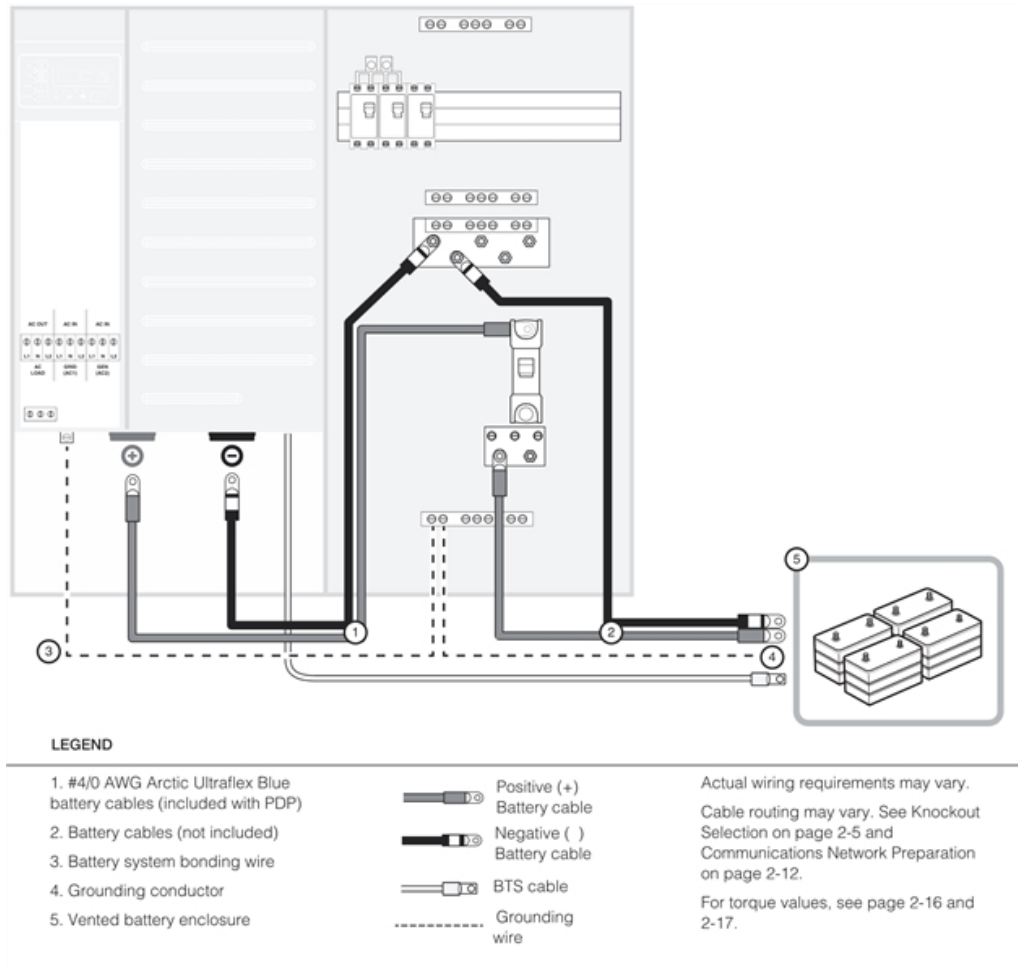 AC OUT AC IN AC IN
L1 N L2 L1 N L2 L1 N L2
AC LOAD
GRID (AC1)
GEN (AC2)
+
−
1
2
3
4
5
LEGEND
1. #4/0 AWG Arctic Ultraflex Blue
battery cables (included with PDP)
2. Battery cables (not included)
3. Battery system bonding wire
4. Grounding conductor
5. Vented battery enclosure
Positive (+)
Battery cable
Negative ( )
Battery cable
BTS cable
Grounding
wire
Actual wiring requirements may vary.
Cable routing may vary. See Knockout
Selection on page 2-5 and
Communications Network Preparation
on page 2-12.
For torque values, see page 2-16 and
2-17.